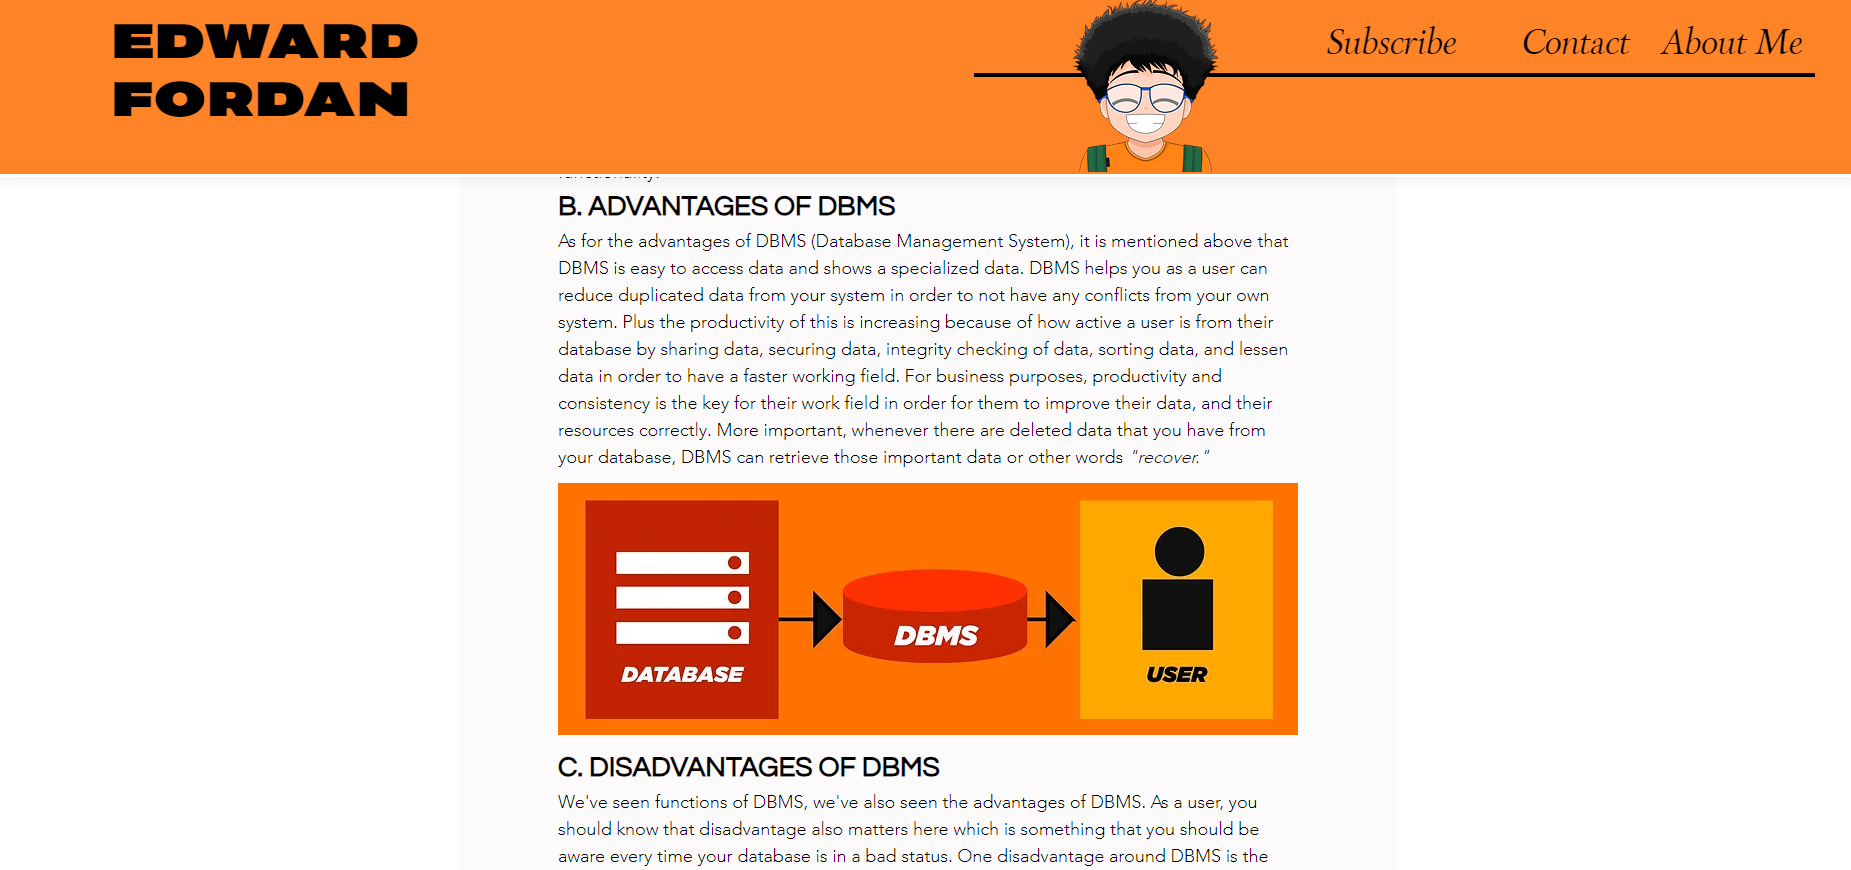 EDWARD
FORDAN
Subscribe Contact About Me
B. ADVANTAGES OF DBMS
As for the advantages of DBMS (Database Management System), it is mentioned above that
DBMS is easy to access data and shows a specialized data. DBMS helps you as a user can
reduce duplicated data from your system in order to not have any conflicts from your own
system. Plus the productivity of this is increasing because of how active a user is from their
database by sharing data, securing data, integrity checking of data, sorting data, and lessen
data in order to have a faster working field. For business purposes, productivity and
consistency is the key for their work field in order for them to improve their data, and their
resources correctly. More important, whenever there are deleted data that you have from
your database, DBMS can retrieve those important data or other words "recover."
DATABASE
DBMS
USER
C. DISADVANTAGES OF DBMS
We've seen functions of DBMS, we've also seen the advantages of DBMS. As a user, you
should know that disadvantage also matters here which is something that you should be
aware every time your database is in a bad status. One disadvantage around DBMS is the